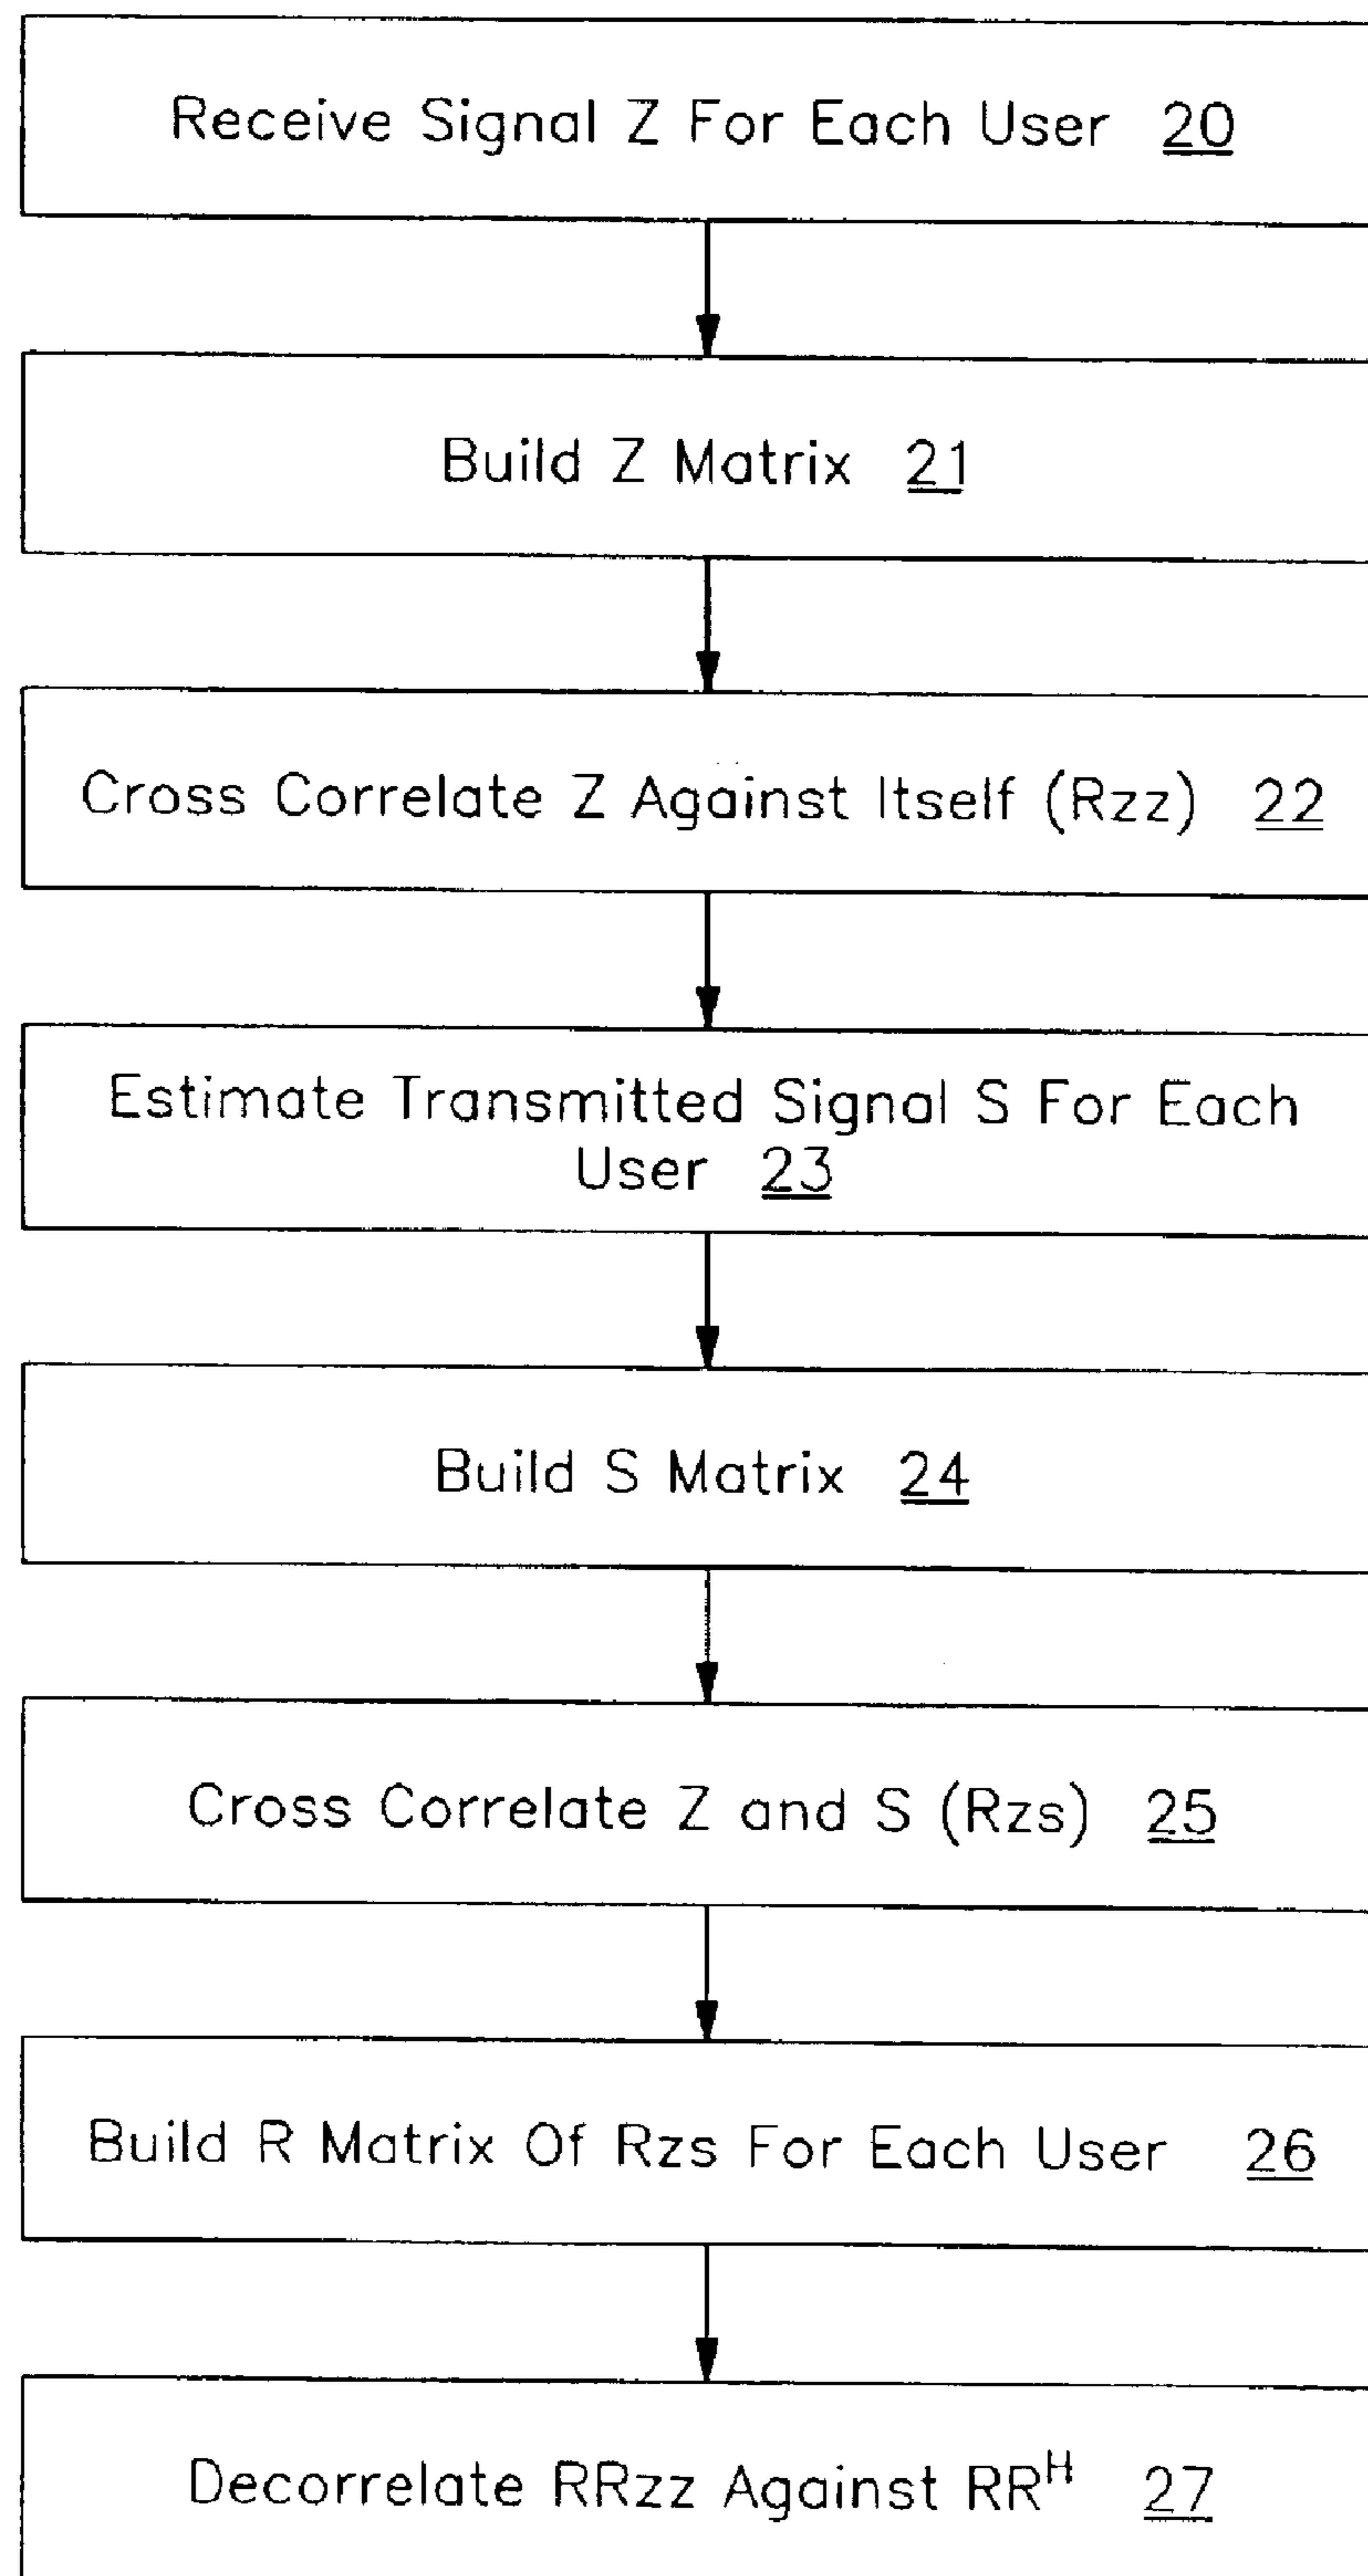 Receive Signal Z For Each User 20
Build Z Matrix 21
Cross Correlate Z Against Itself (Rzz) 22
Estimate Transmitted Signal S For Each
User 23
Build S Matrix 24
Cross Correlate Z and S (Rzs) 25
Build R Matrix Of Rzs For Each User 26
Decorrelate RRzz Against RR^H 27